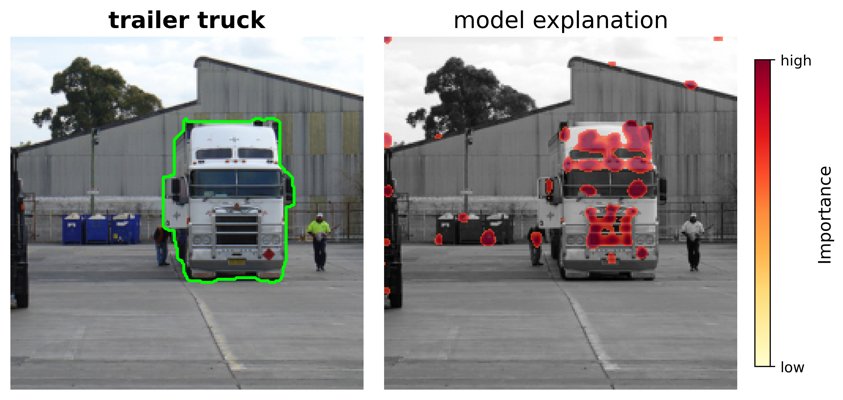 trailer truck
model explanation
high
Importance
low